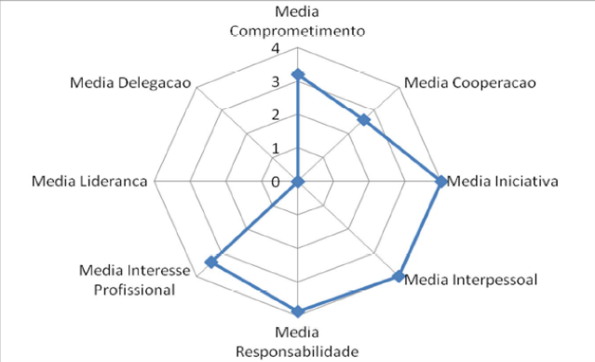 Media
Comprometimento
4
Media Delegacao
3
Media Cooperacao
2
1
Media Lideranca
0
Media Iniciativa
Media Interesse
Profissional
Media Interpessoal
Media
Responsabilidade